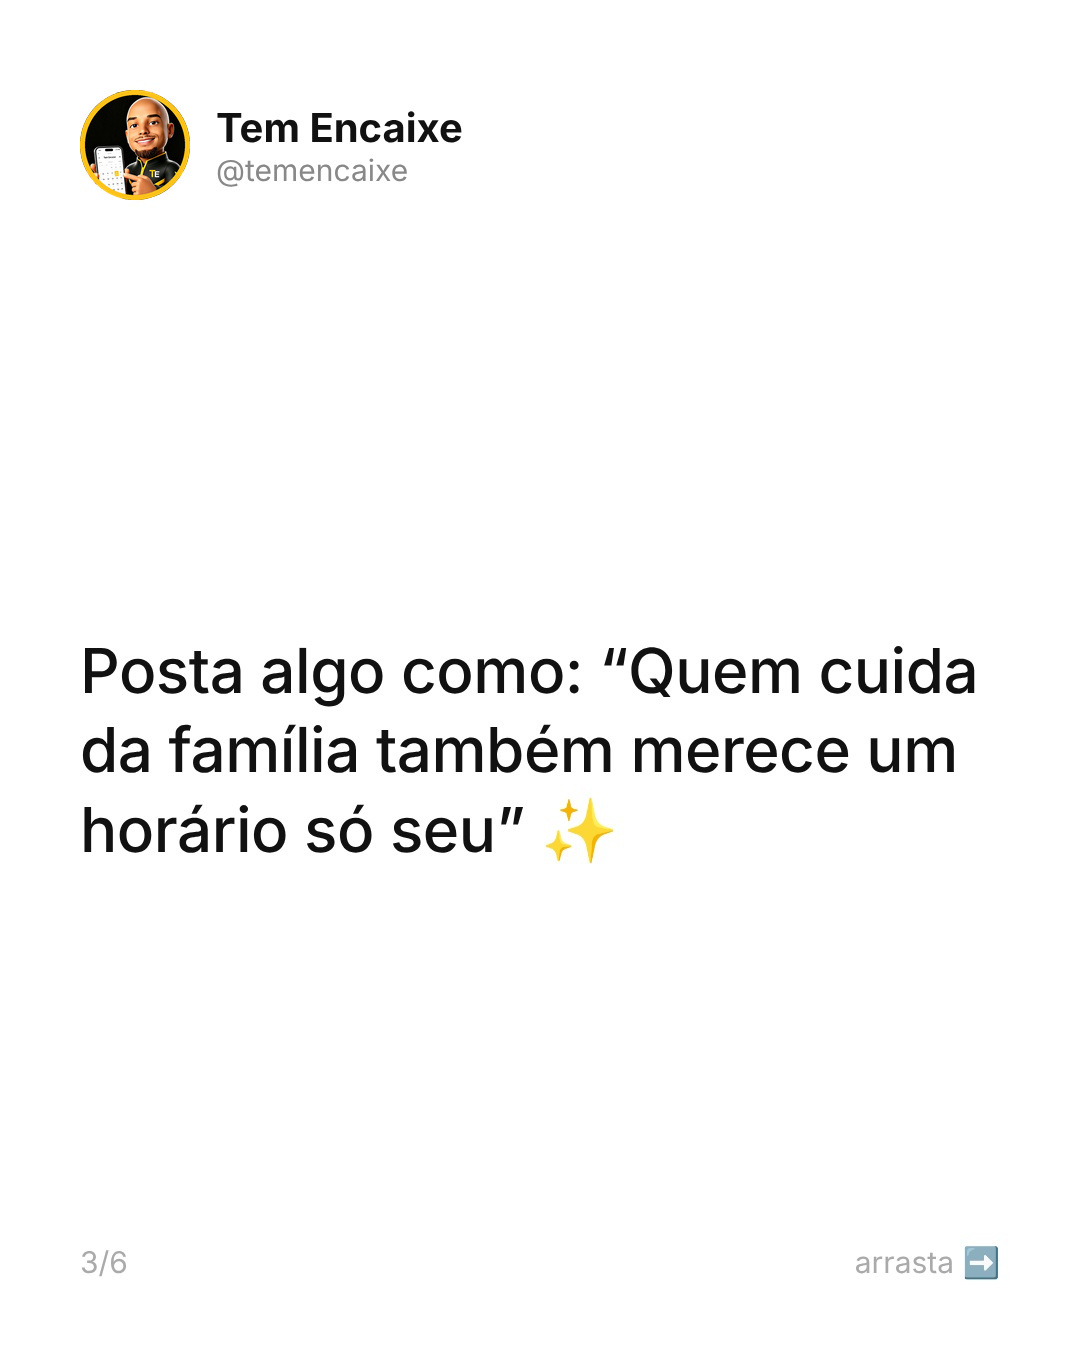 Tem Encaixe
@temencaixe
TE
Posta algo como: “Quem cuida
da família também merece um
horário só seu” ✨
3/6
arrasta ➡️